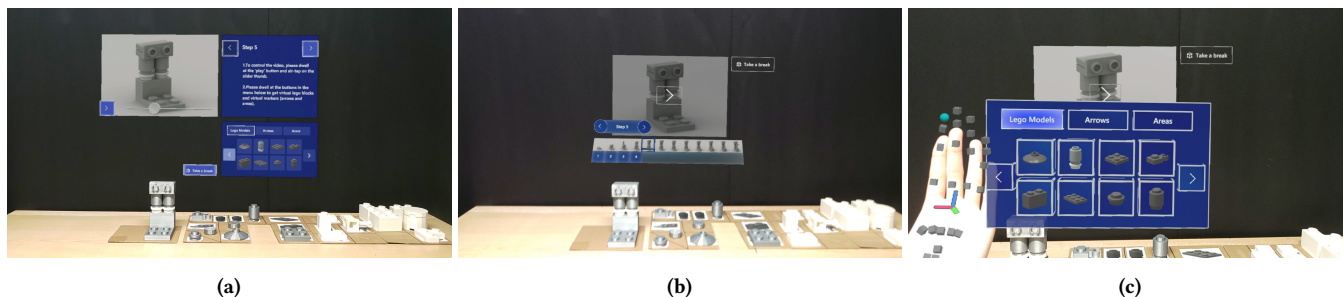 Step 5
1.To control the video, please dwell
at the 'play' button and air-tap on the
slider thumb.
2.Please dwell at the buttons in the
menu below to get virtual lego blocks
and virtual markers (arrows and
areas).
Lego Models Arrows Areas
Take a break
(a)
Take a break
Step 5
1 2 3 4
(b)
Take a break
Lego Models Arrows Areas
(c)